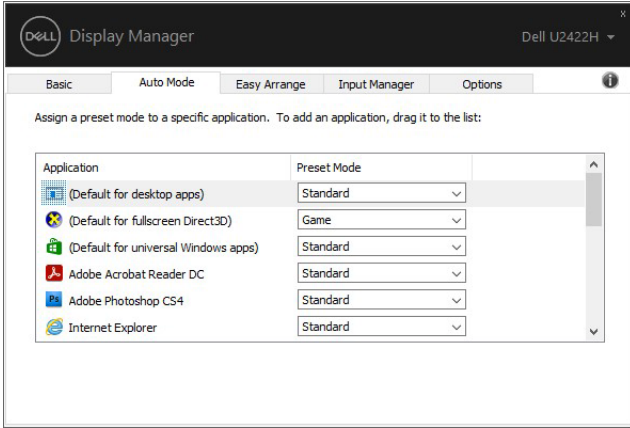 x
DELL Display Manager Dell U2422H
Basic Auto Mode Easy Arrange Input Manager Options
Assign a preset mode to a specific application. To add an application, drag it to the list:
Application Preset Mode
(Default for desktop apps) Standard
(Default for fullscreen Direct3D) Game
(Default for universal Windows apps) Standard
Adobe Acrobat Reader DC Standard
Ps Adobe Photoshop CS4 Standard
Internet Explorer Standard